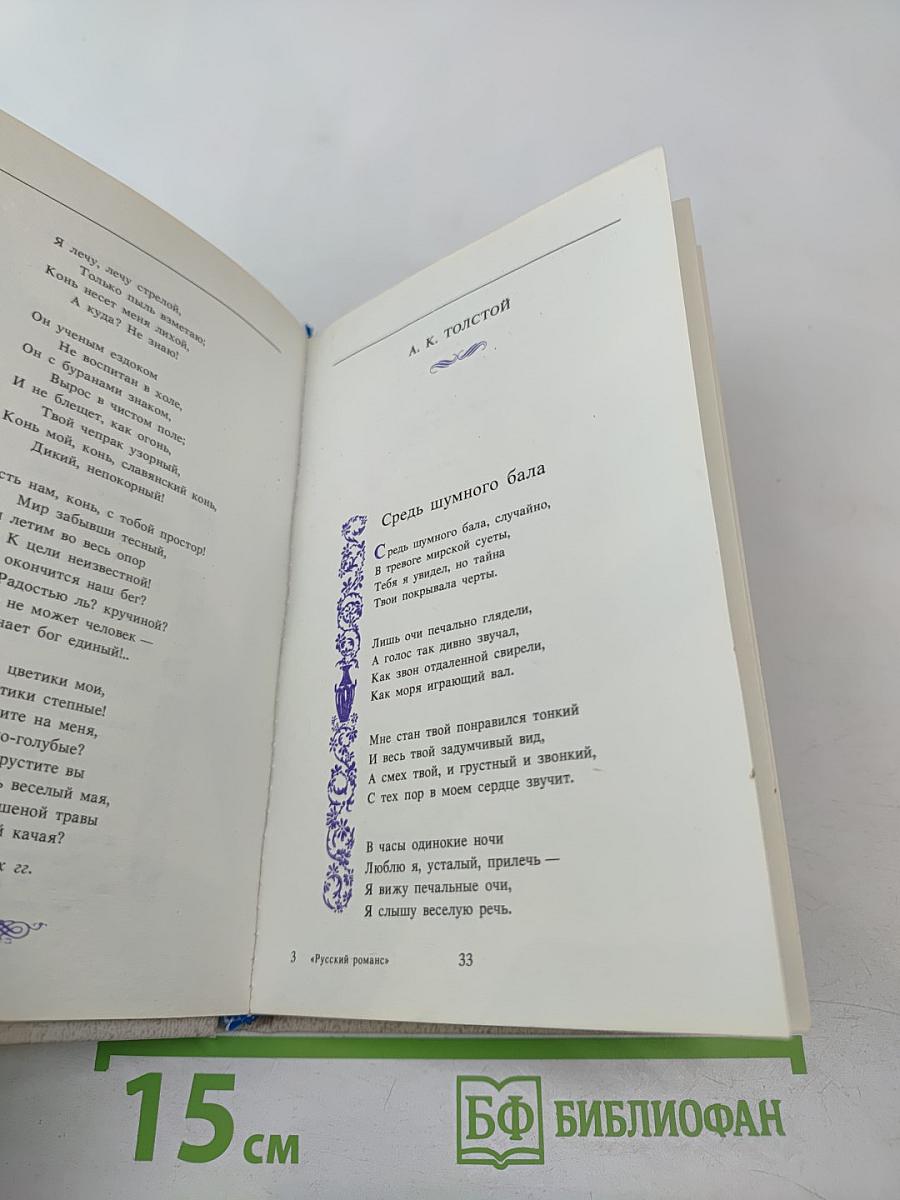 Я лечу, лечу стрелой,
Только пыль взметаю;
Конь несет меня лихой,
А куда? Не знаю!
Он ученым ездоком
Не воспитан в холе,
Он с буранами знаком,
Вырос в чистом поле;
И не блещет, как огонь,
Твой чепрак узорный,
Конь мой, конь, славянский конь,
Дикий, непокорный!
сть нам, конь, с тобой простор!
Мир забывши тесный,
летим во весь опор
К цели неизвестной!
окончится наш бег?
Радостью ль? кручиной?
не может человек —
нает бог единый!..
цветики мои,
тики степные!
ите на меня,
о-голубые?
рустите вы
ь веселый мая,
шеной травы
й качая?
х гг.
А. К. ТОЛСТОЙ
Средь шумного бала
Средь шумного бала, случайно,
В тревоге мирской суеты,
Тебя я увидел, но тайна
Твои покрывала черты.
Лишь очи печально глядели,
А голос так дивно звучал,
Как звон отдаленной свирели,
Как моря играющий вал.
Мне стан твой понравился тонкий
И весь твой задумчивый вид,
А смех твой, и грустный и звонкий,
С тех пор в моем сердце звучит.
В часы одинокие ночи
Люблю я, усталый, прилечь —
Я вижу печальные очи,
Я слышу веселую речь.
3 «Русский романс» 33
15 см
БФ БИБЛИОФАН